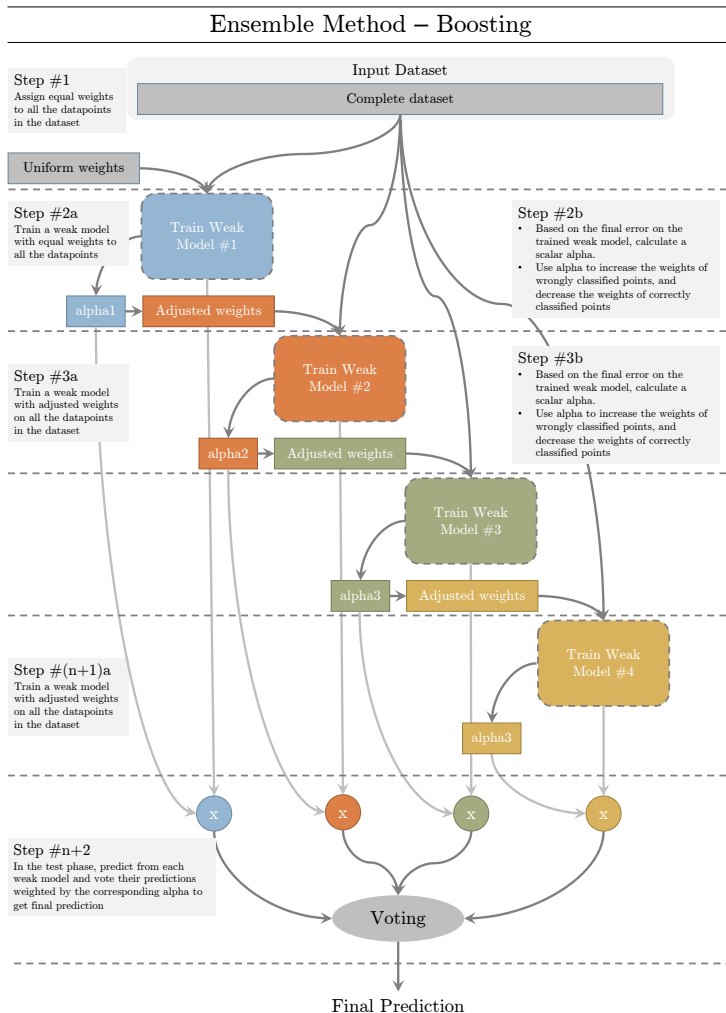 Ensemble Method – Boosting
Step #1
Assign equal weights
to all the datapoints
in the dataset
Input Dataset
Complete dataset
Uniform weights
Step #2a
Train a weak model
with equal weights to
all the datapoints
Train Weak
Model #1
Step #2b
• Based on the final error on the
trained weak model, calculate a
scalar alpha.
• Use alpha to increase the weights of
wrongly classified points, and
decrease the weights of correctly
classified points
alpha1
Adjusted weights
Step #3a
Train a weak model
with adjusted weights
on all the datapoints
in the dataset
Train Weak
Model #2
Step #3b
• Based on the final error on the
trained weak model, calculate a
scalar alpha.
• Use alpha to increase the weights of
wrongly classified points, and
decrease the weights of correctly
classified points
alpha2
Adjusted weights
Train Weak
Model #3
alpha3
Adjusted weights
Step #(n+1)a
Train a weak model
with adjusted weights
on all the datapoints
in the dataset
Train Weak
Model #4
alpha3
x
x
x
x
Step #n+2
In the test phase, predict from each
weak model and vote their predictions
weighted by the corresponding alpha to
get final prediction
Voting
Final Prediction